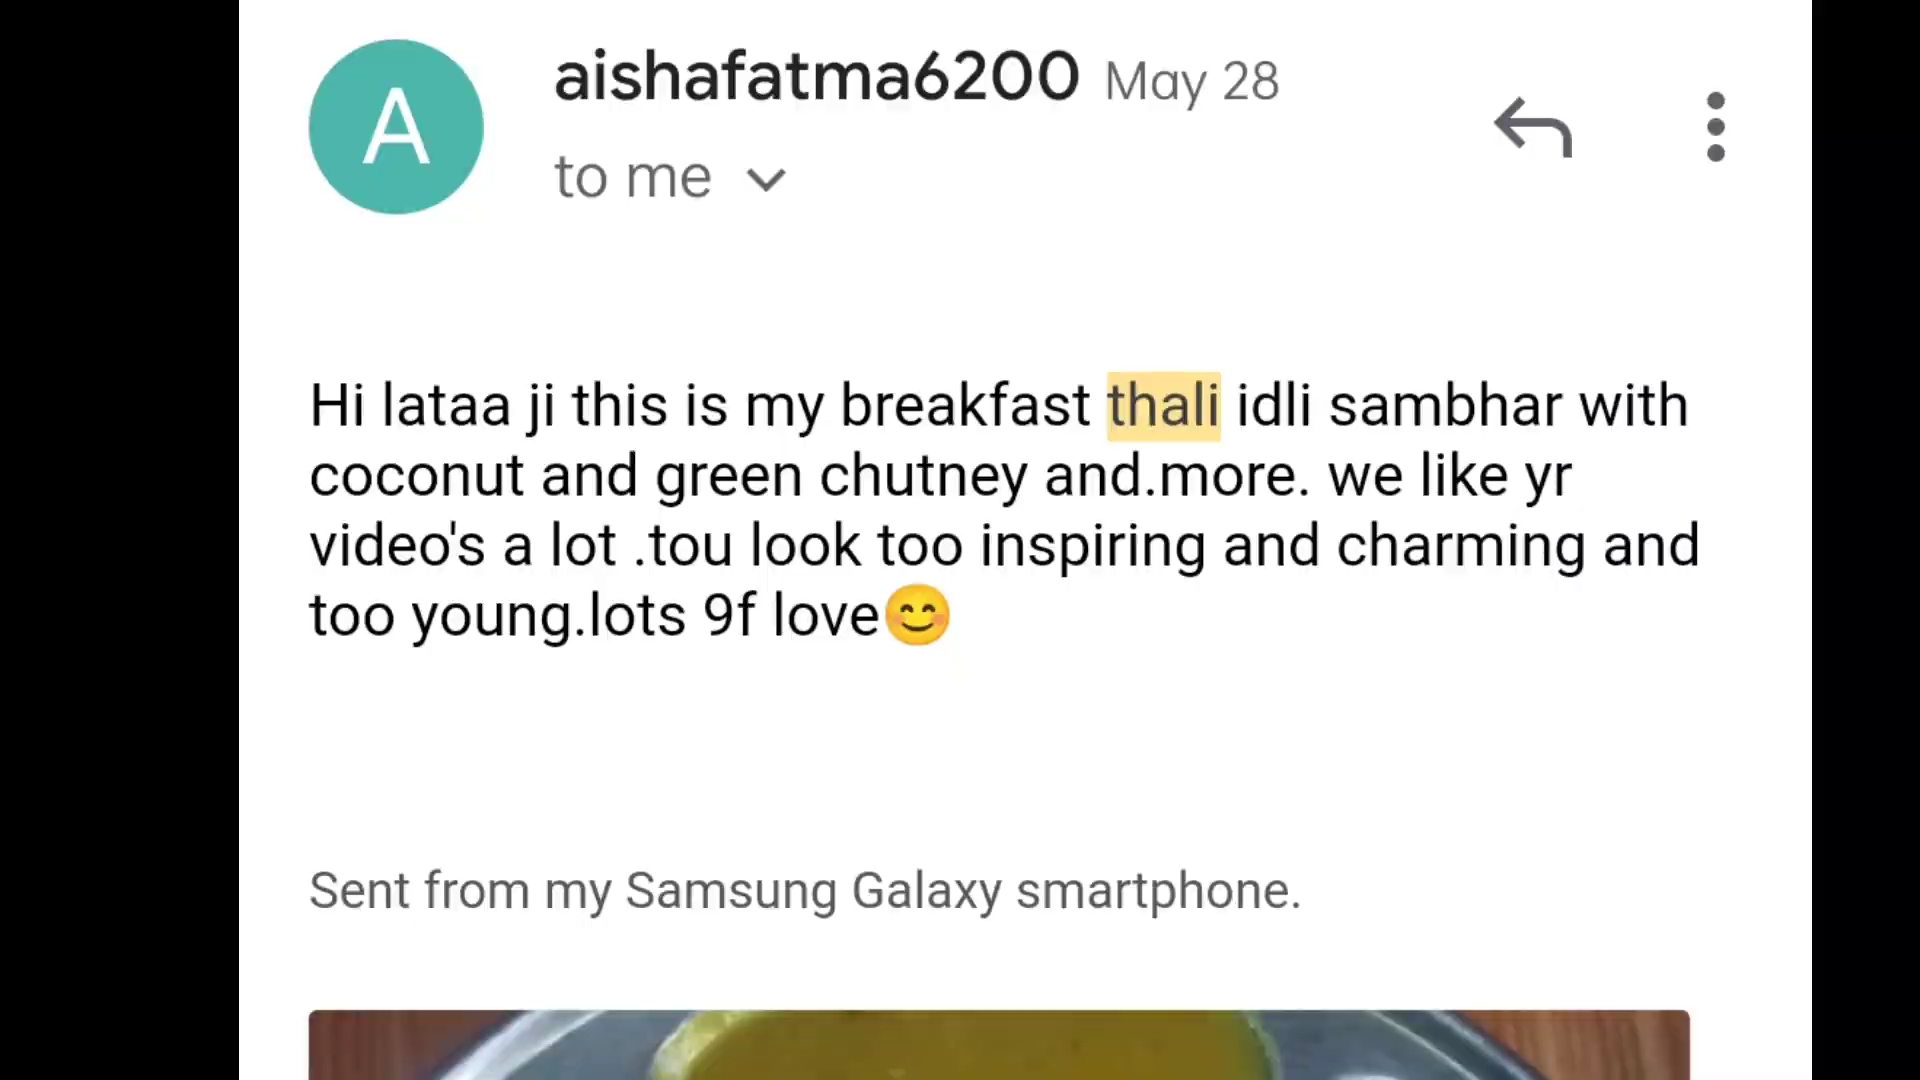 A
aishafatma6200 May 28
to me
Hi lataa ji this is my breakfast thali idli sambhar with
coconut and green chutney and.more. we like yr
video's a lot .tou look too inspiring and charming and
too young.lots 9f love😊
Sent from my Samsung Galaxy smartphone.